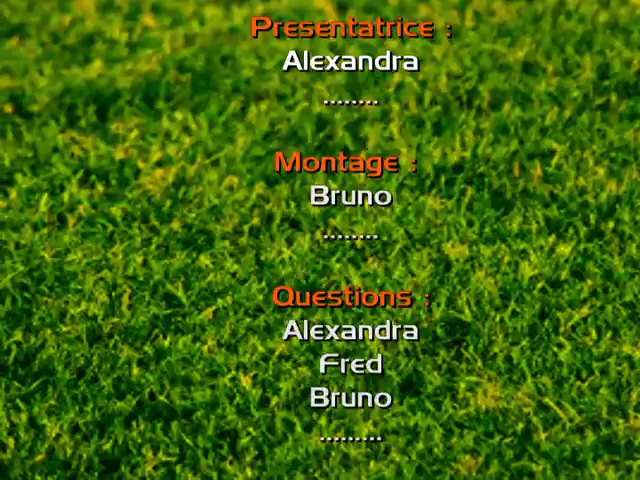 Presentatrice :
Alexandra
........
Montage :
Bruno
........
Questions :
Alexandra
Fred
Bruno
.........